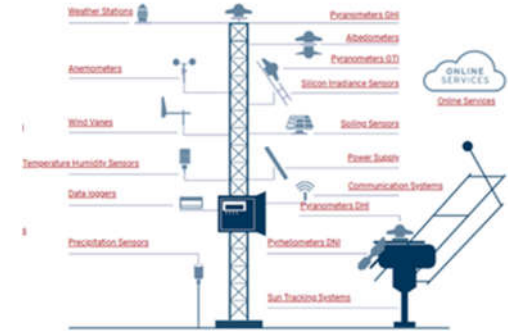 Weather Stations
Anemometers
Wind Vanes
Temperature Humidity Sensors
Data loggers
Precipitation Sensors
Pyranometers GHI
Albedometers
Pyranometers GTI
Silicon Irradiance Sensors
Soiling Sensors
Power Supply
Communication Systems
Pyranometers DHI
Pyrheliometers DNI
Sun Tracking Systems
ONLINE
SERVICES
Online Services